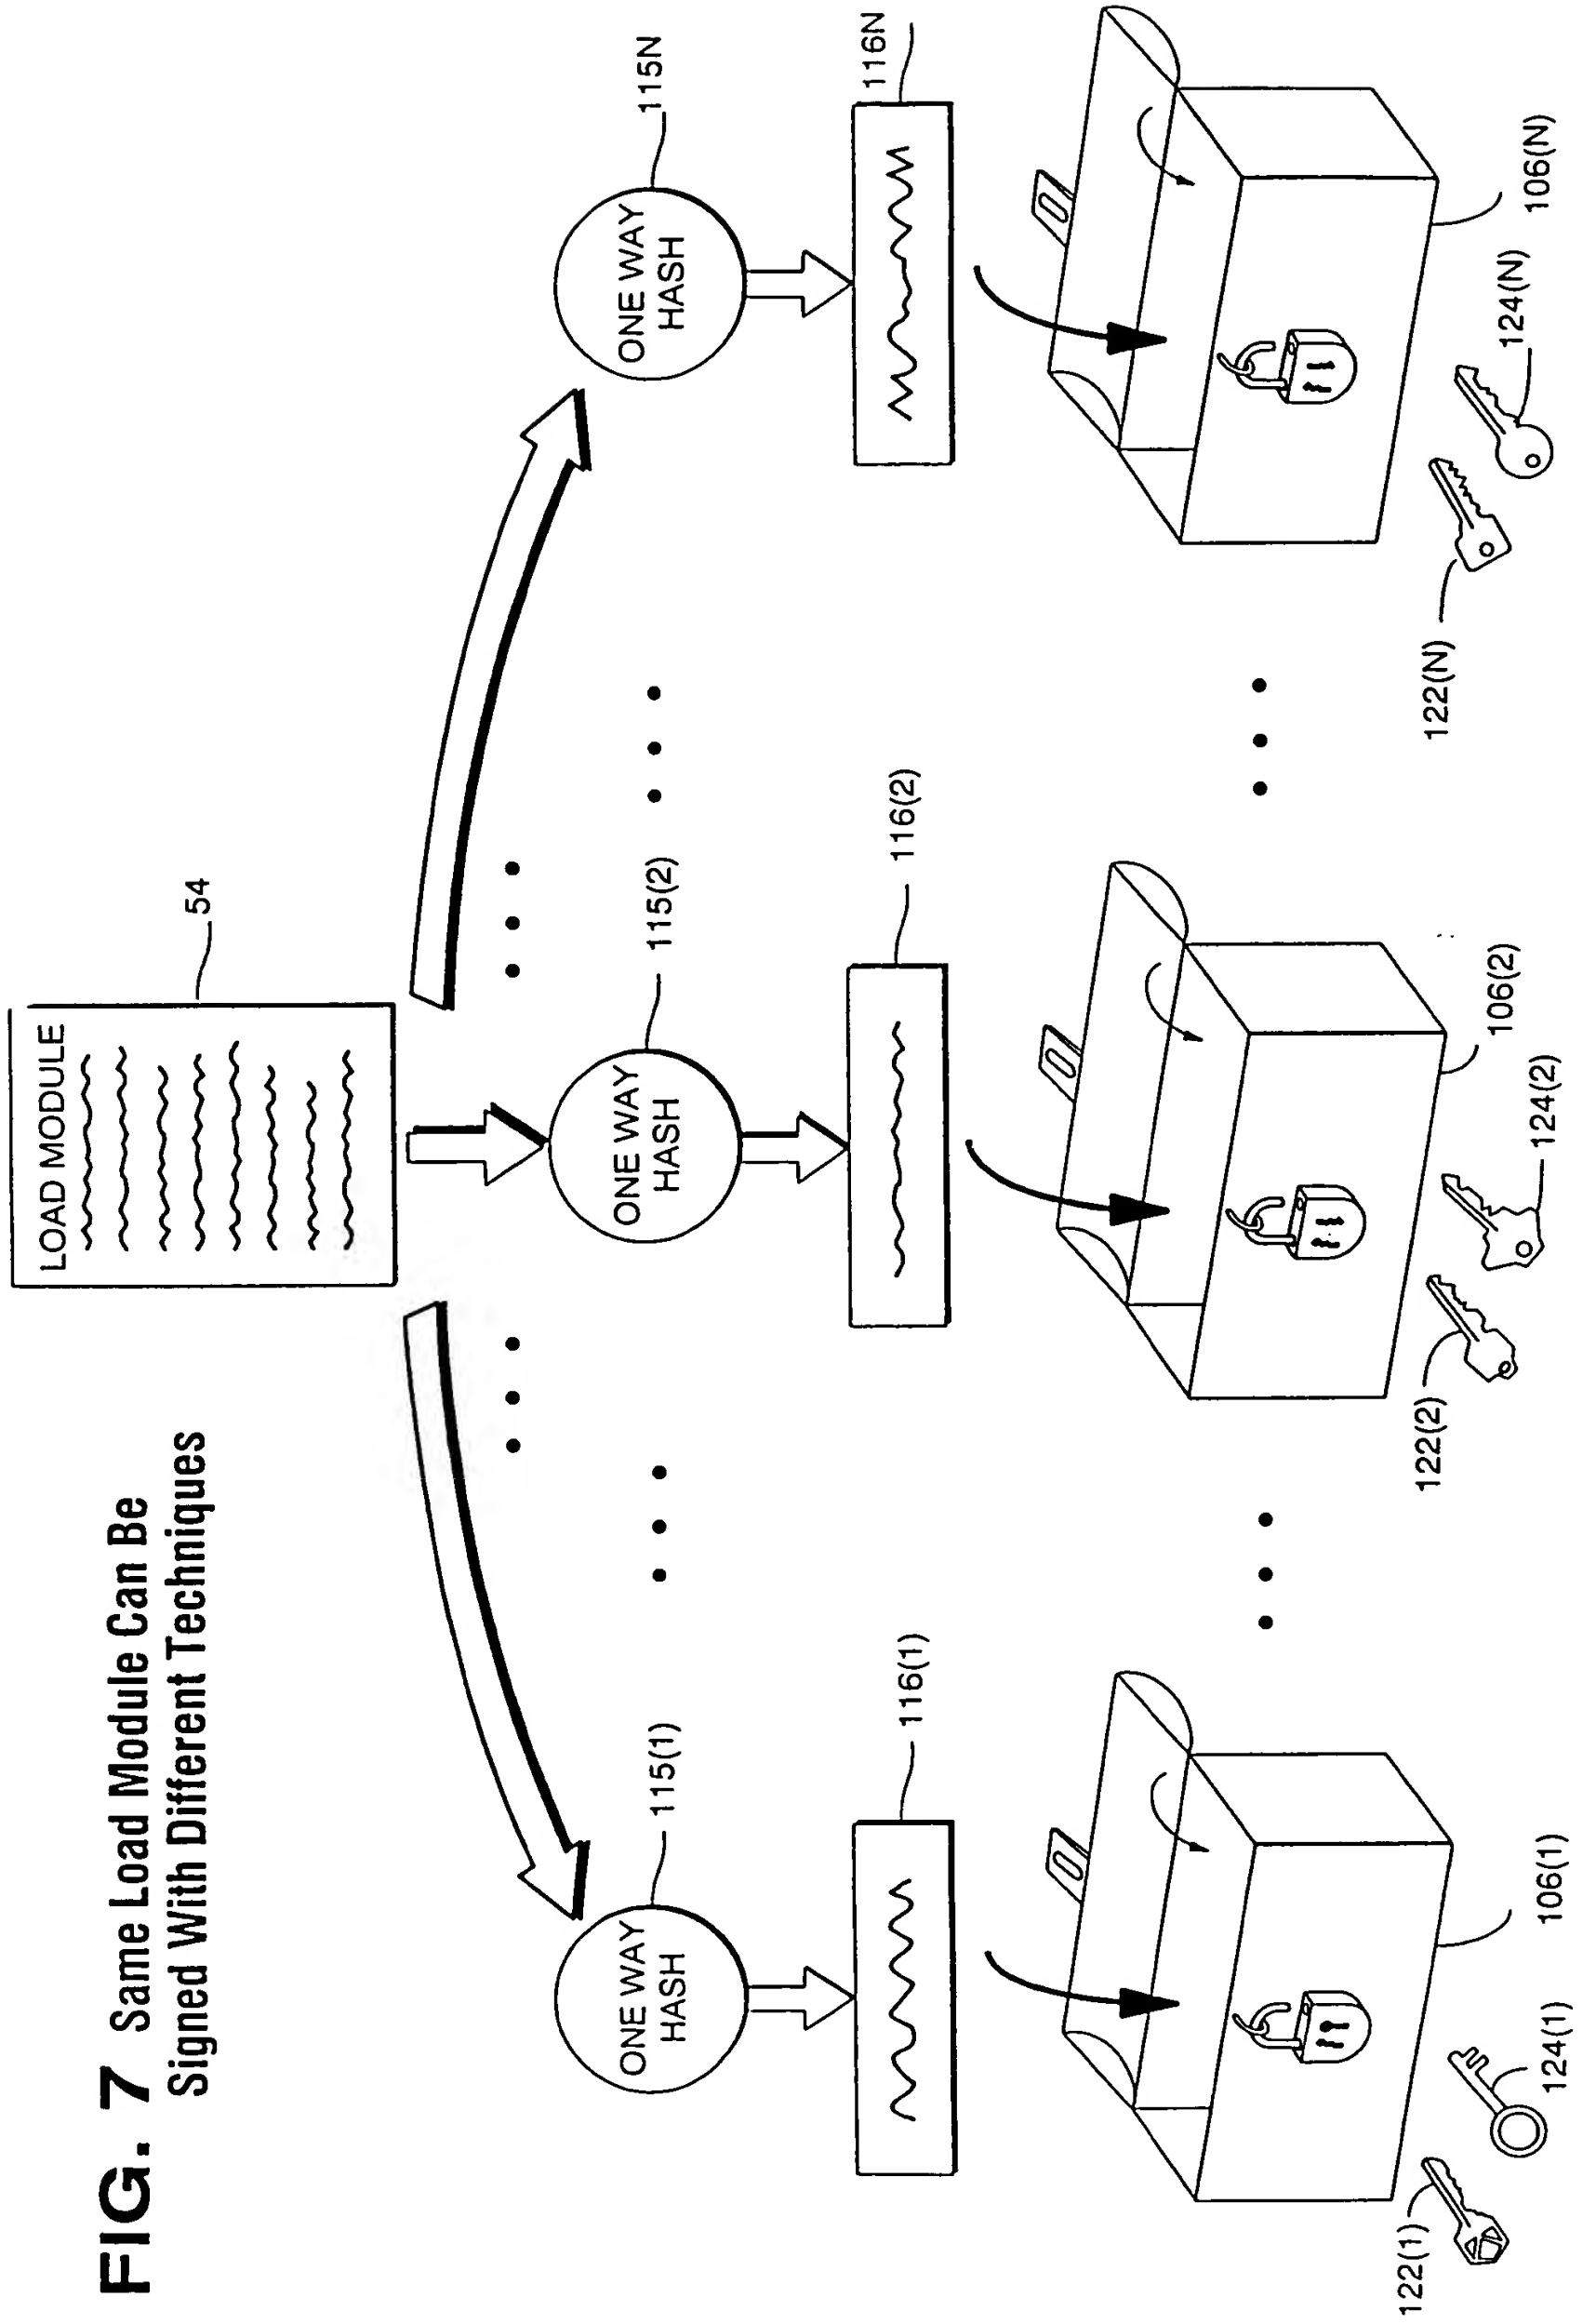 FIG. 7 Same Load Module Can Be
Signed With Different Techniques
LOAD MODULE
54
ONE WAY
HASH
115(1)
ONE WAY
HASH
115(2)
ONE WAY
HASH
115N
116(1)
116(2)
116N
106(1)
106(2)
106(N)
122(1)
124(1)
122(2)
124(2)
122(N)
124(N)